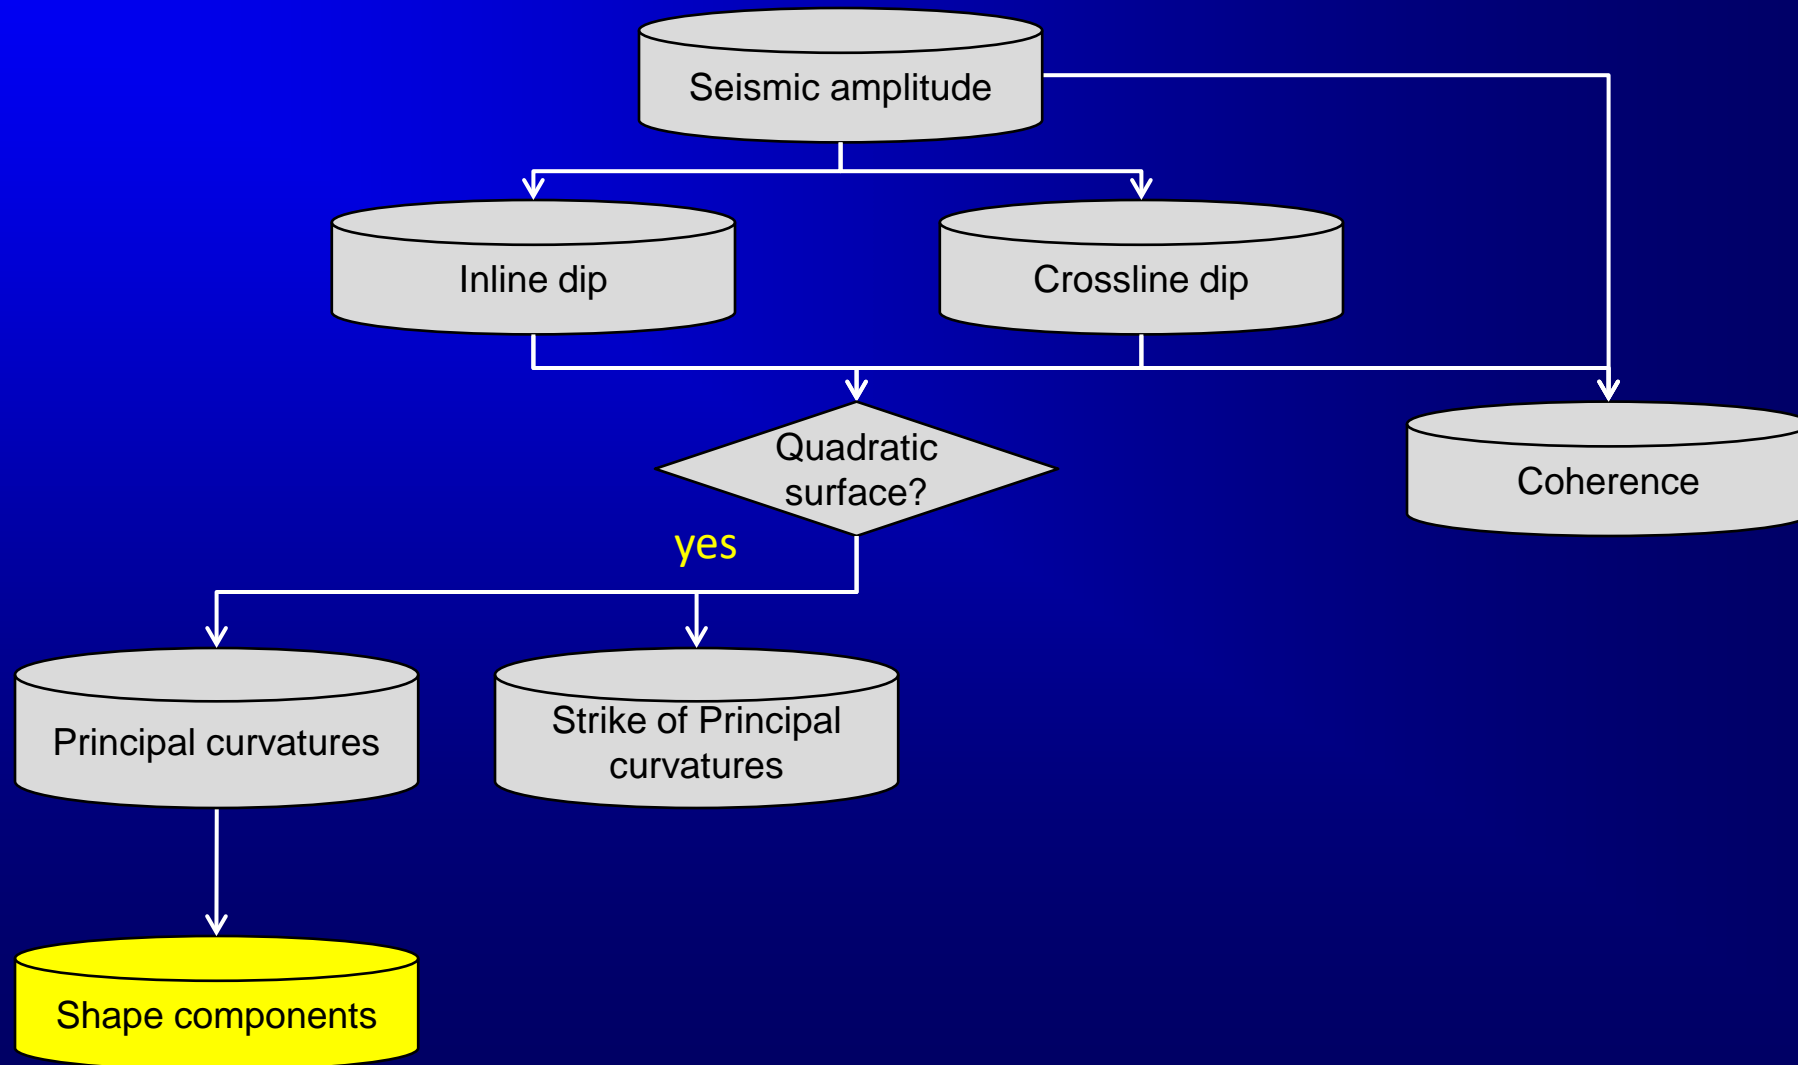 Seismic amplitude
Inline dip
Crossline dip
Quadratic
surface?
Coherence
yes
Principal curvatures
Strike of Principal
curvatures
Shape components